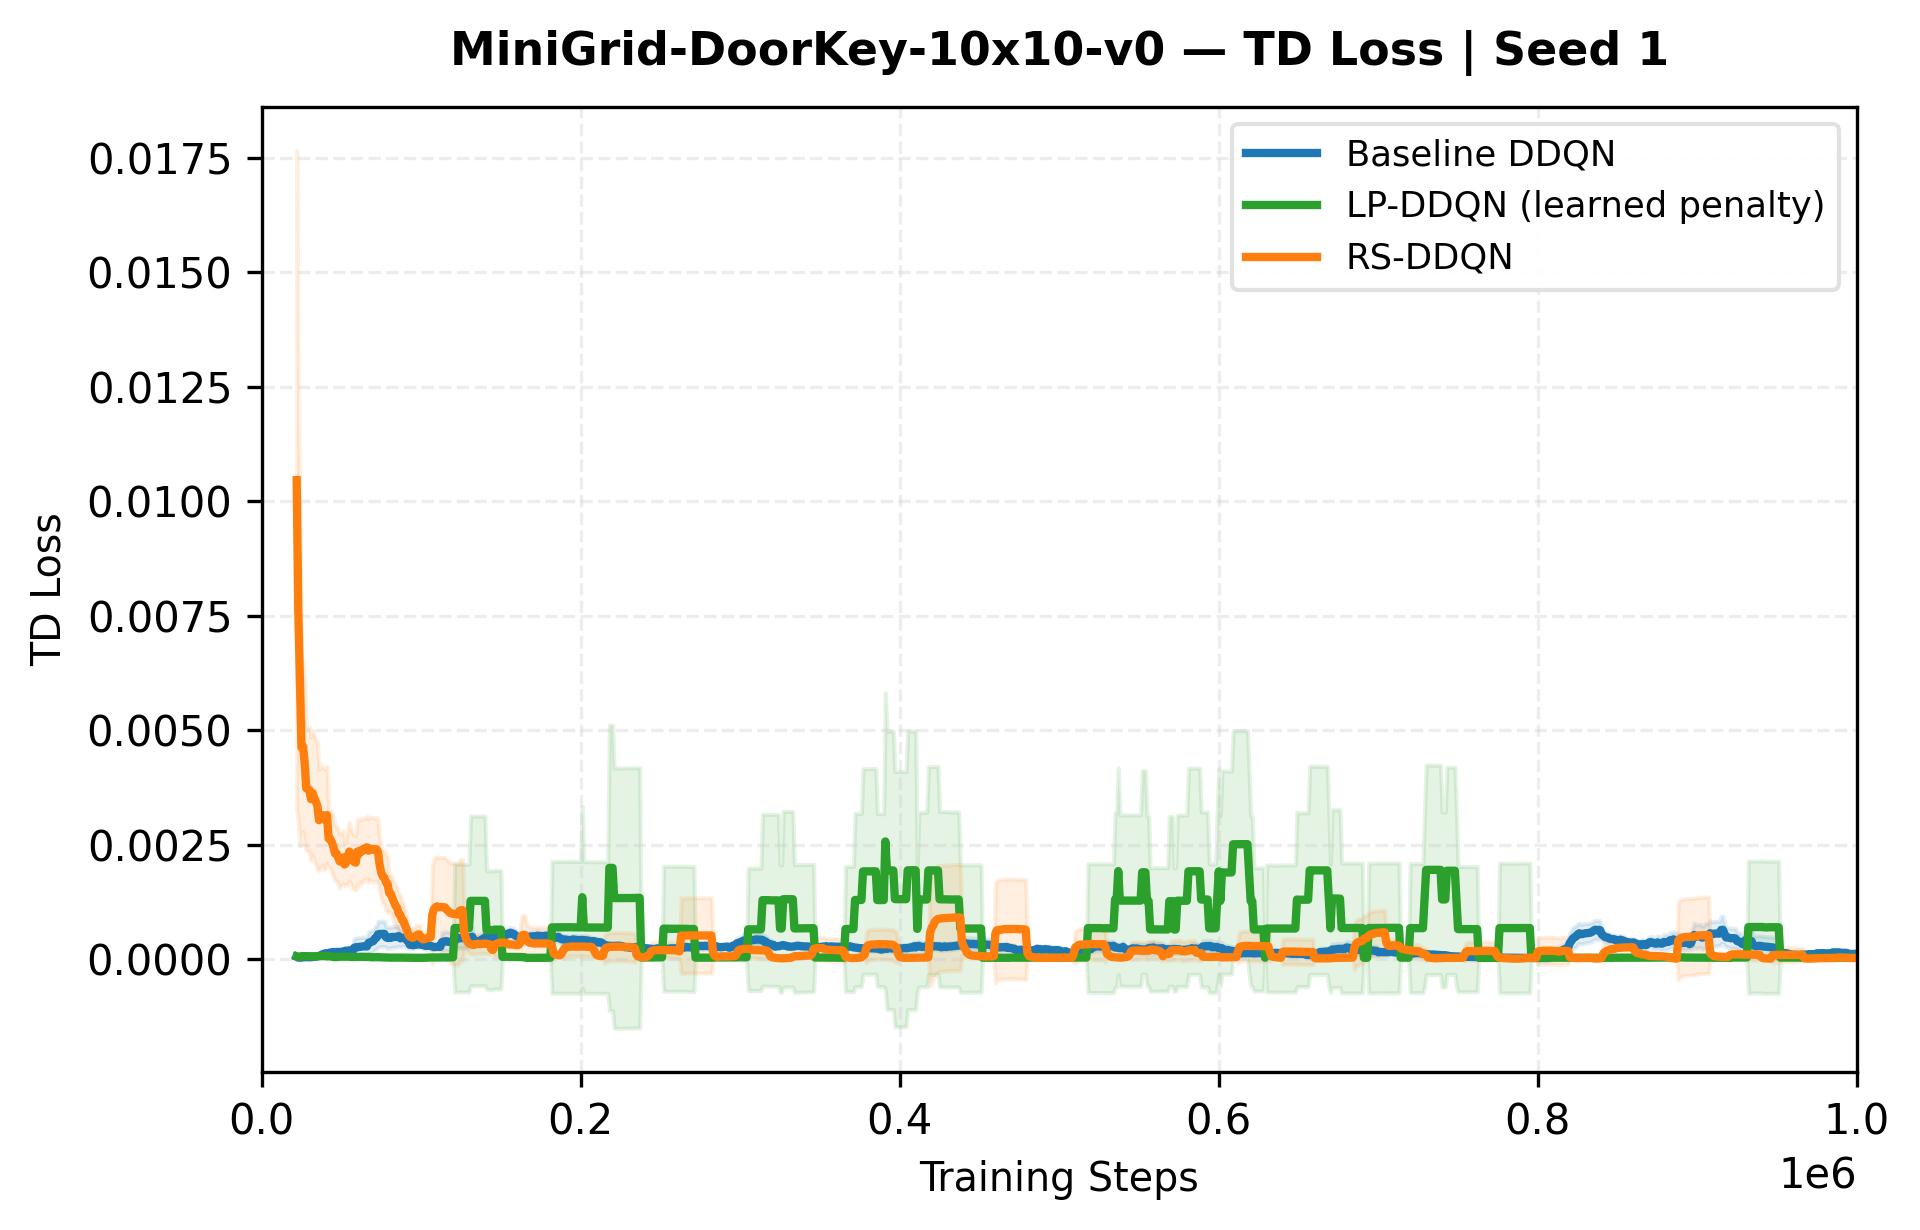 MiniGrid-DoorKey-10x10-v0 — TD Loss | Seed 1
Baseline DDQN
LP-DDQN (learned penalty)
RS-DDQN
TD Loss
0.0175
0.0150
0.0125
0.0100
0.0075
0.0050
0.0025
0.0000
0.0 0.2 0.4 0.6 0.8 1.0
1e6
Training Steps